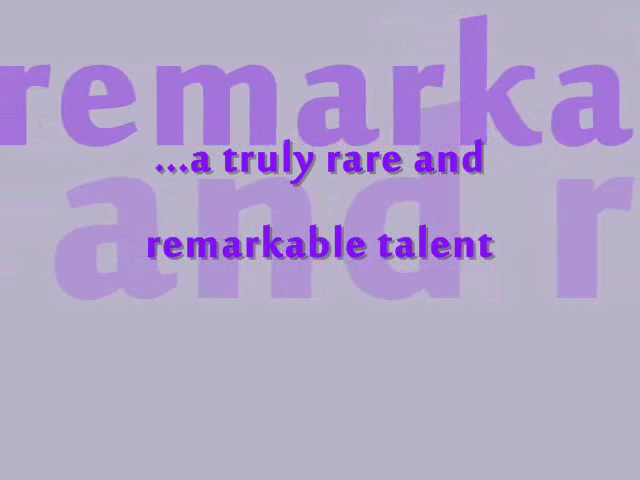 remarka
...a truly rare and
and r
remarkable talent